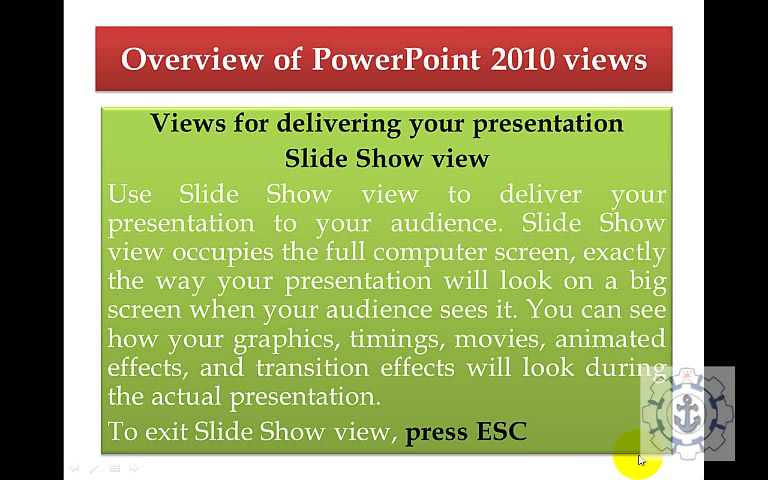 Overview of PowerPoint 2010 views
Views for delivering your presentation
Slide Show view
Use Slide Show view to deliver your
presentation to your audience. Slide Show
view occupies the full computer screen, exactly
the way your presentation will look on a big
screen when your audience sees it. You can see
how your graphics, timings, movies, animated
effects, and transition effects will look during
the actual presentation.
To exit Slide Show view, press ESC